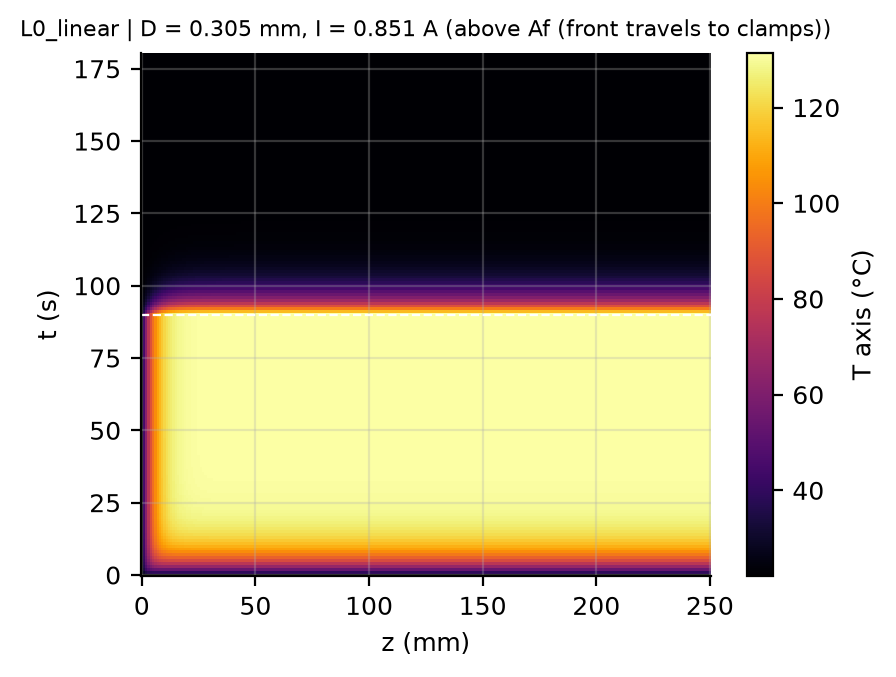 L0_linear | D = 0.305 mm, I = 0.851 A (above Af (front travels to clamps))
175
150
125
100
75
50
25
0
t (s)
0 50 100 150 200 250
z (mm)
120
100
80
60
40
T axis (°C)